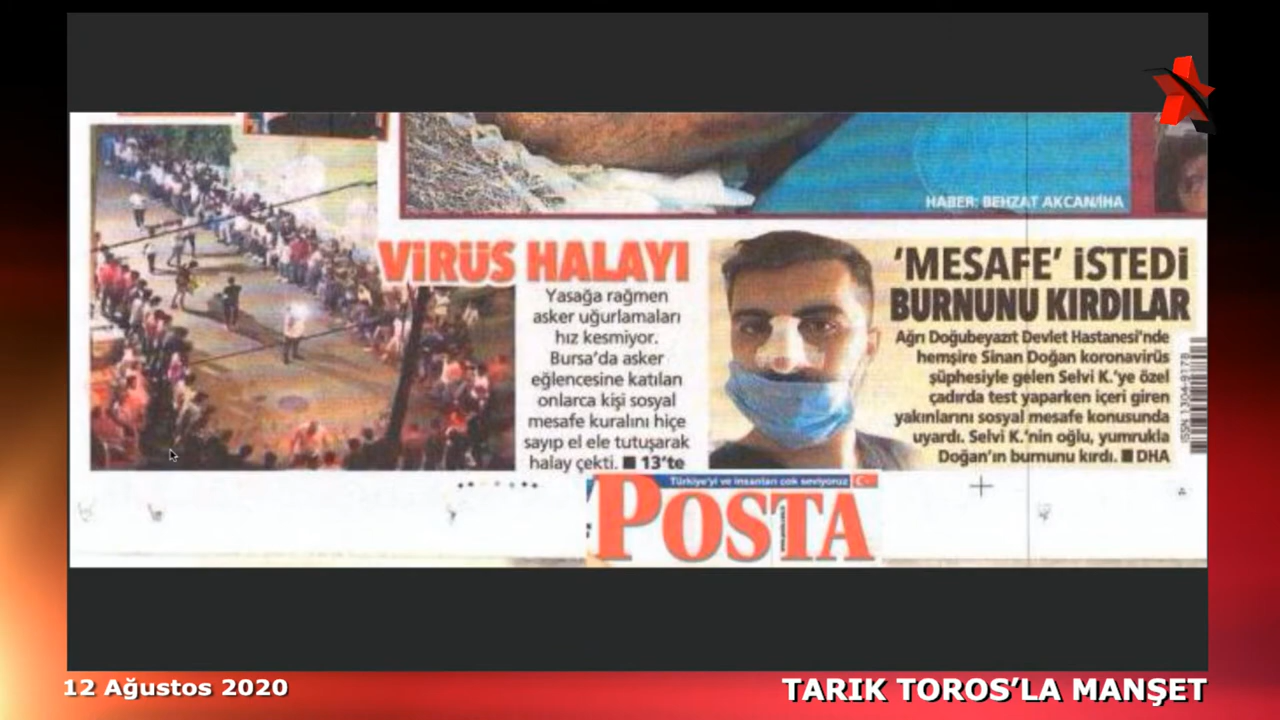 HABER: BEHZAT AKCAN/İHA
VİRÜS HALAYI
Yasağa rağmen
asker uğurlamaları
hız kesmiyor.
Bursa'da asker
eğlencesine katılan
onlarca kişi sosyal
mesafe kuralını hiçe
sayıp el ele tutuşarak
halay çekti. ■ 13'te
'MESAFE' İSTEDİ
BURNUNU KIRDILAR
Ağrı Doğubeyazıt Devlet Hastanesi'nde
hemşire Sinan Doğan koronavirüs
şüphesiyle gelen Selvi K.'ye özel
çadırda test yaparken içeri giren
yakınlarını sosyal mesafe konusunda
uyardı. Selvi K.'nin oğlu, yumrukla
Doğan'ın burnunu kırdı. ■ DHA
ISSN 1304-9178
Türkiye'yi ve insanları çok seviyoruz
POSTA
12 Ağustos 2020
TARIK TOROS'LA MANŞET